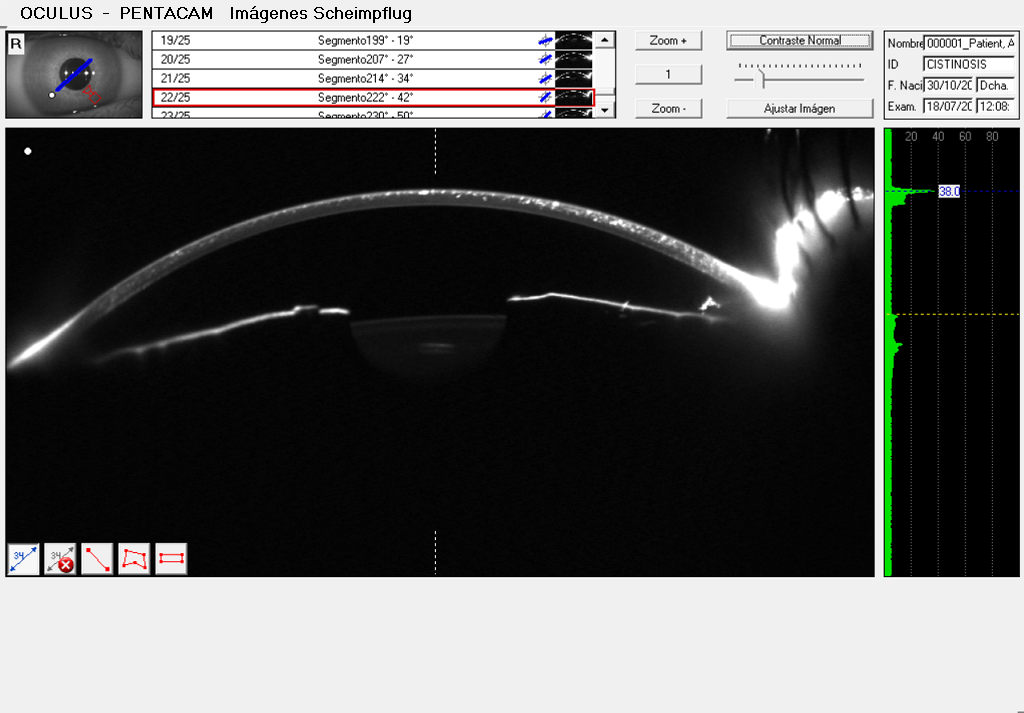 OCULUS - PENTACAM Imágenes Scheimpflug
R
19/25 Segmento199° - 19°
20/25 Segmento207° - 27°
21/25 Segmento214° - 34°
22/25 Segmento222° - 42°
23/25 Segmento230° - 50°
Zoom +
1
Zoom -
Contraste Normal
Ajustar Imágen
Nombre 000001_Patient, A
ID CISTINOSIS
F. Naci 30/10/20 Dcha.
Exam. 18/07/20 12:08:
20 40 60 80
38.0
34 34